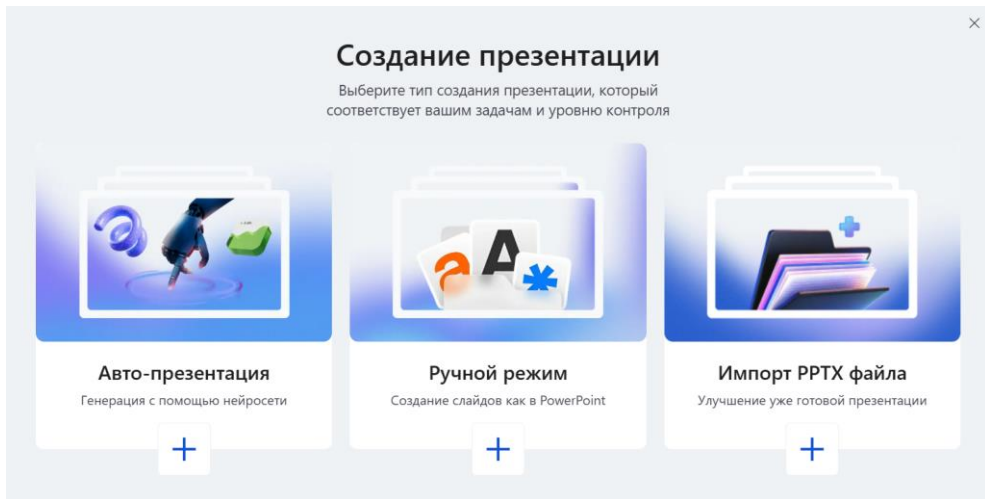 Создание презентации
Выберите тип создания презентации, который
соответствует вашим задачам и уровню контроля
a
A
*
Авто-презентация
Генерация с помощью нейросети
Ручной режим
Создание слайдов как в PowerPoint
Импорт PPTX файла
Улучшение уже готовой презентации